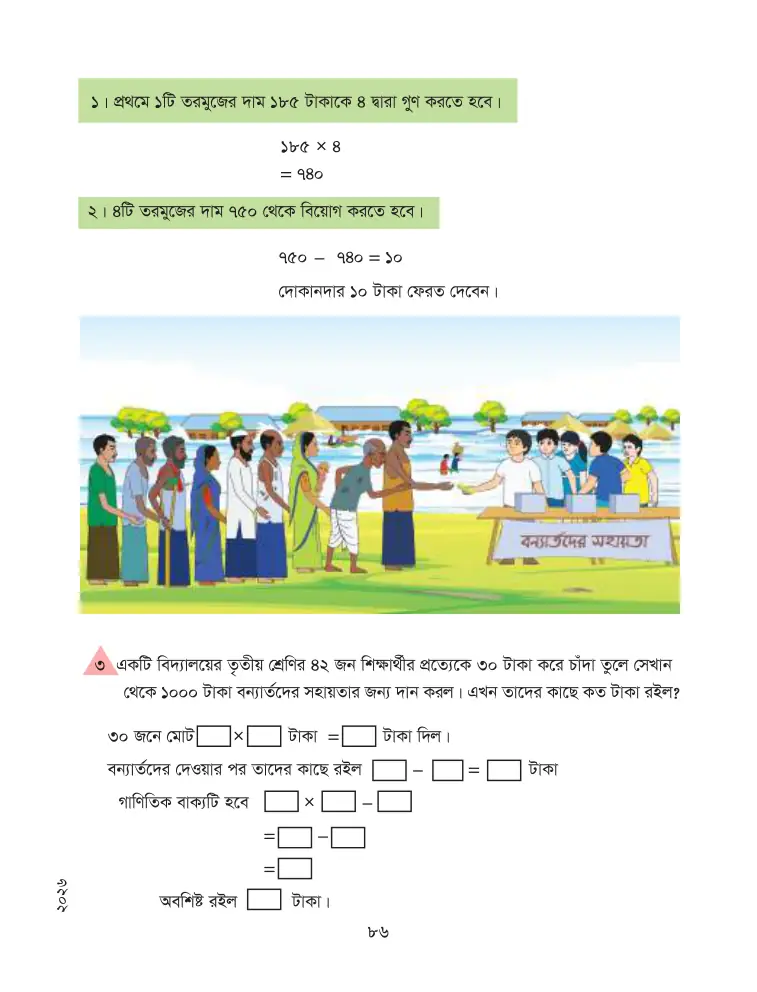 ১। প্রথমে ১টি তরমুজের দাম ১৮৫ টাকাকে ৪ দ্বারা গুণ করতে হবে।
১৮৫ × ৪
= ৭৪০
২। ৪টি তরমুজের দাম ৭৫০ থেকে বিয়োগ করতে হবে।
৭৫০ – ৭৪০ = ১০
দোকানদার ১০ টাকা ফেরত দেবেন।
বন্যার্তদের সহায়তা
৩ একটি বিদ্যালয়ের তৃতীয় শ্রেণির ৪২ জন শিক্ষার্থীর প্রত্যেকে ৩০ টাকা করে চাঁদা তুলে সেখান
থেকে ১০০০ টাকা বন্যার্তদের সহায়তার জন্য দান করল। এখন তাদের কাছে কত টাকা রইল?
৩০ জনে মোট × টাকা = টাকা দিল।
বন্যার্তদের দেওয়ার পর তাদের কাছে রইল – = টাকা
গাণিতিক বাক্যটি হবে × –
= –
=
অবশিষ্ট রইল টাকা।
২০২৬
৮৬